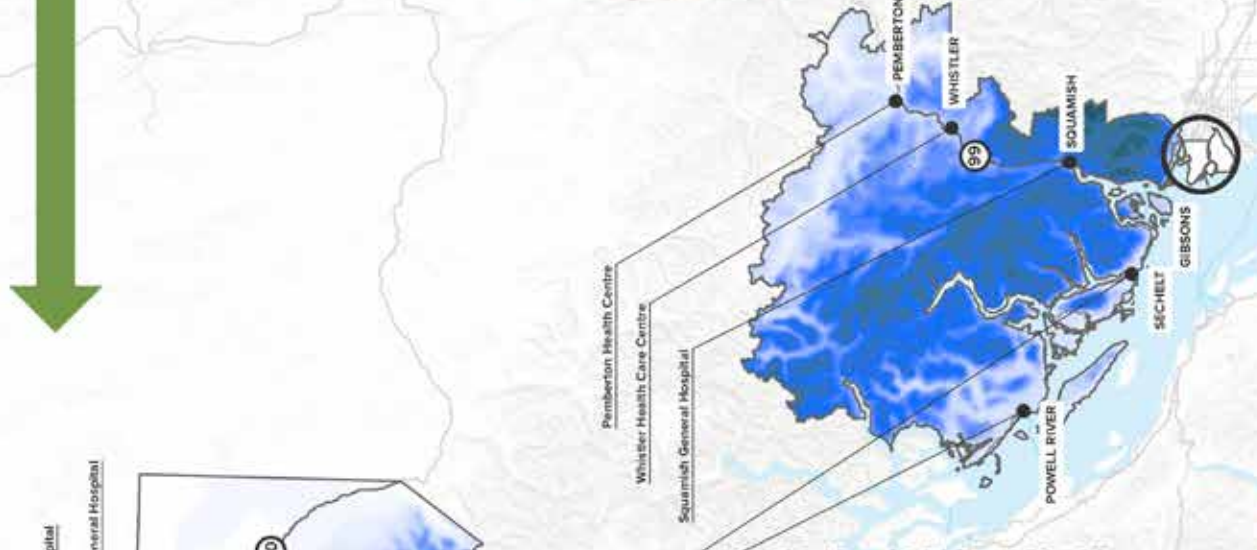 Pemberton Health Centre
Whistler Health Care Centre
Squamish General Hospital
pital
neral Hospital
PEMBERTON
WHISTLER
99
SQUAMISH
GIBSONS
SECHELT
POWELL RIVER